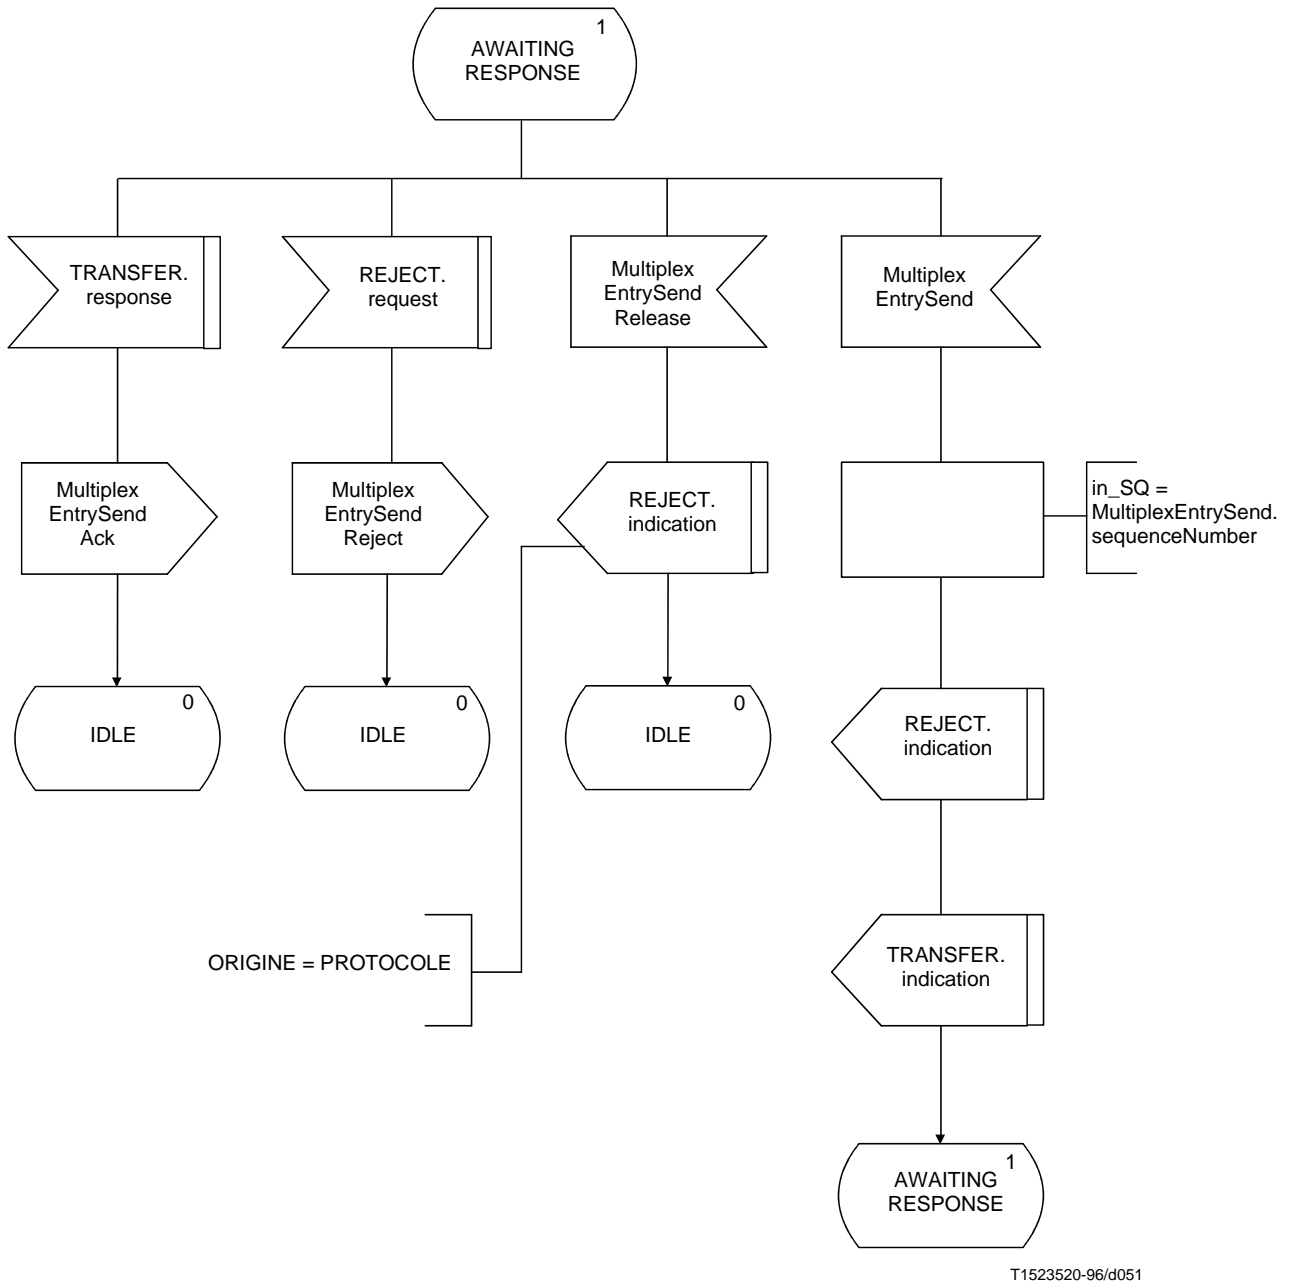 1
AWAITING
RESPONSE
TRANSFER.
response
REJECT.
request
Multiplex
EntrySend
Release
Multiplex
EntrySend
Multiplex
EntrySend
Ack
Multiplex
EntrySend
Reject
REJECT.
indication
in_SQ =
MultiplexEntrySend.
sequenceNumber
0
IDLE
0
IDLE
0
IDLE
REJECT.
indication
ORIGINE = PROTOCOLE
TRANSFER.
indication
1
AWAITING
RESPONSE
T1523520-96/d051